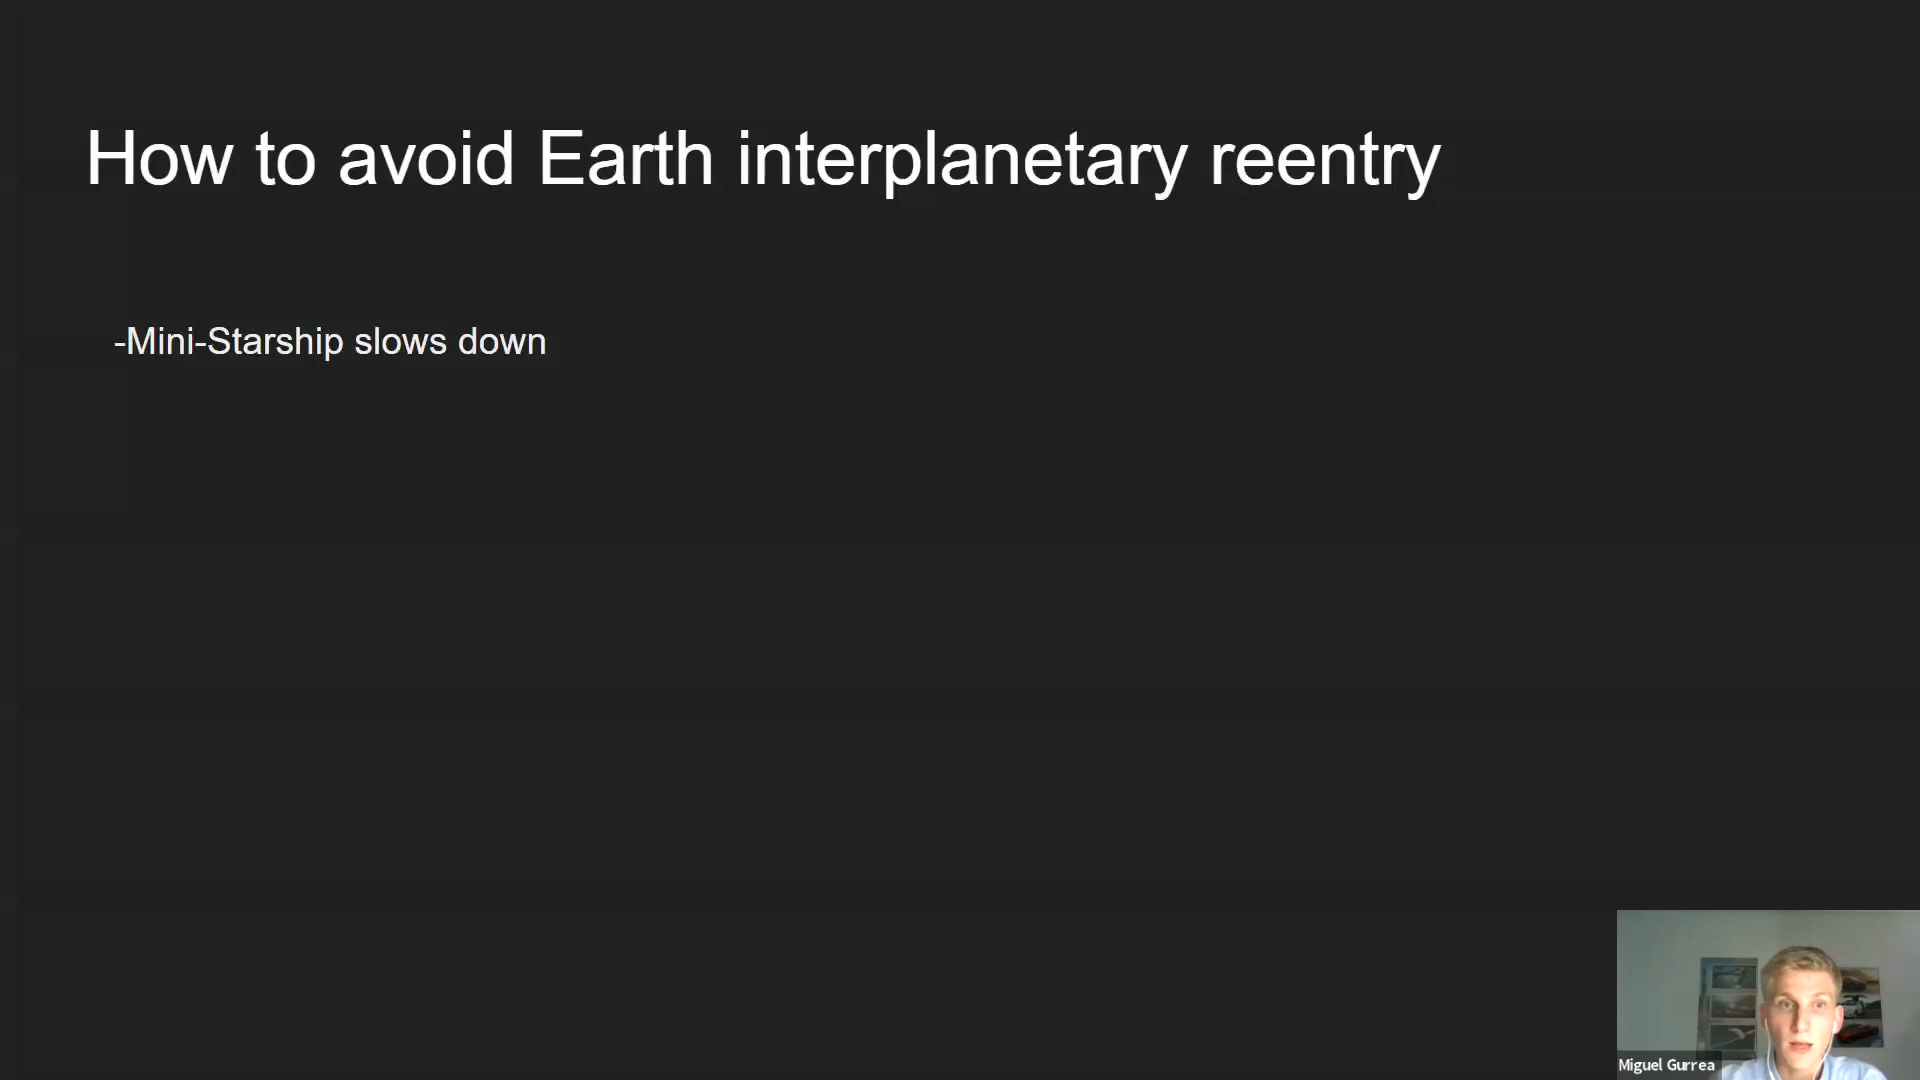 How to avoid Earth interplanetary reentry
-Mini-Starship slows down
Miguel Gurrea